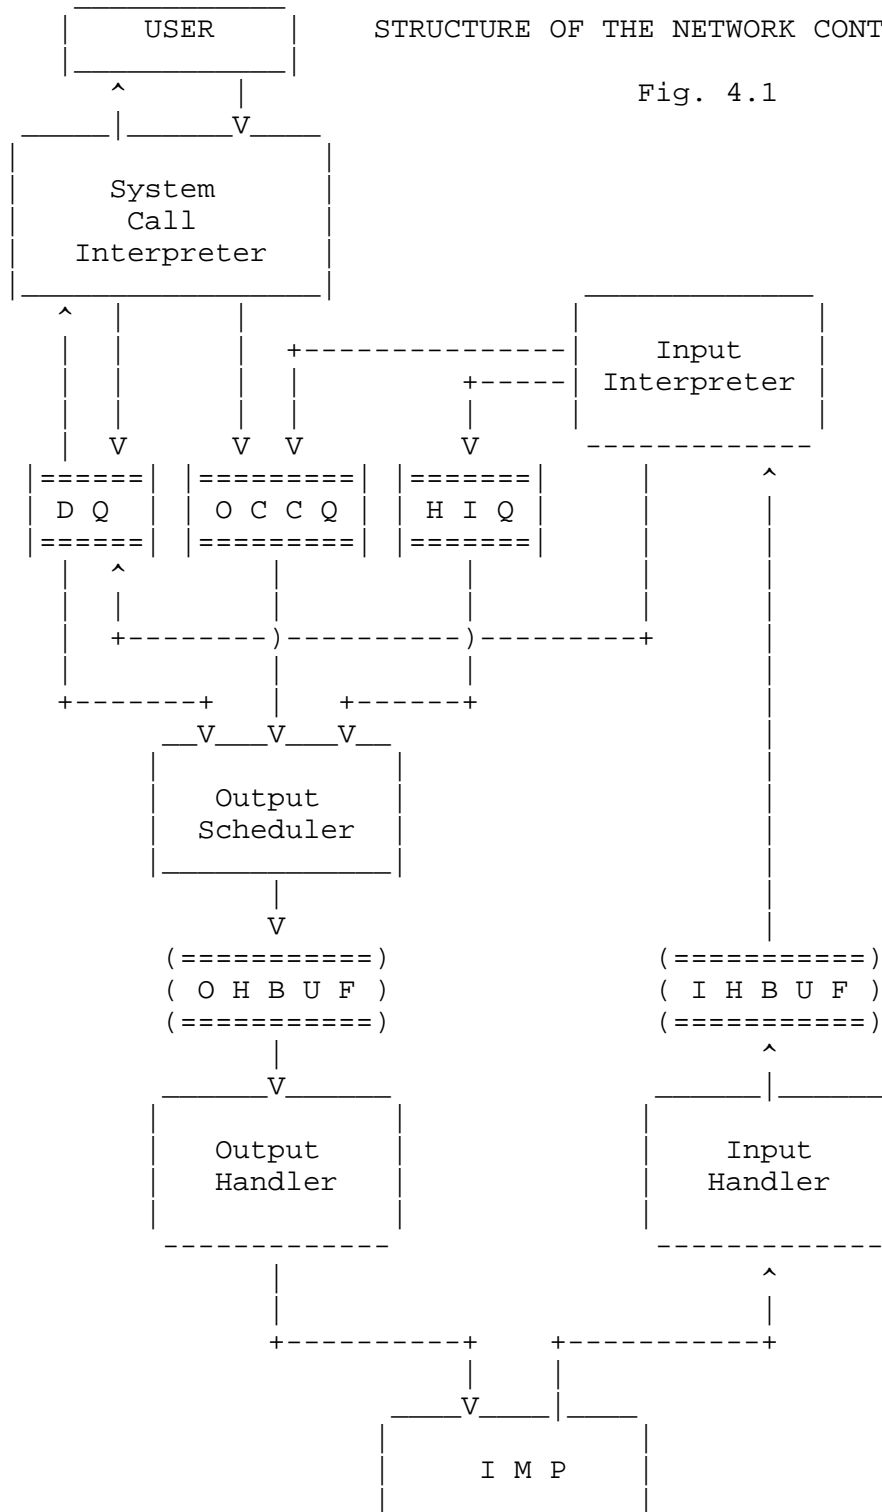 USER STRUCTURE OF THE NETWORK CONT
Fig. 4.1
System
Call
Interpreter
Input
Interpreter
D Q O C C Q H I Q
Output
Scheduler
O H B U F I H B U F
Output Input
Handler Handler
I M P